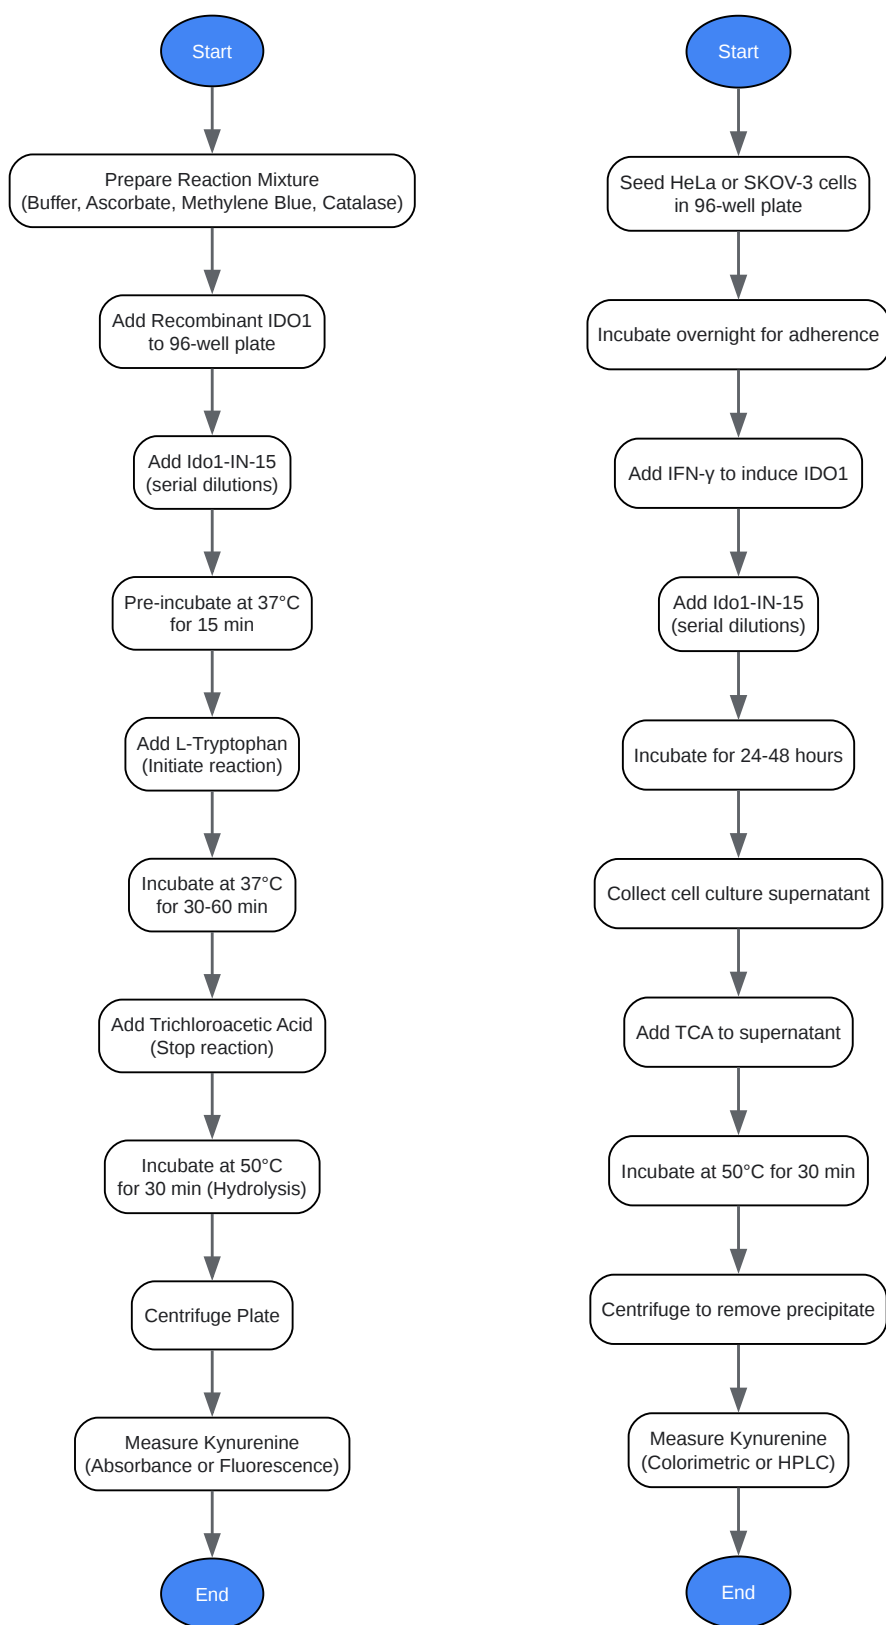 Start
Prepare Reaction Mixture
(Buffer, Ascorbate, Methylene Blue, Catalase)
Add Recombinant IDO1
to 96-well plate
Add Ido1-IN-15
(serial dilutions)
Pre-incubate at 37°C
for 15 min
Add L-Tryptophan
(Initiate reaction)
Incubate at 37°C
for 30-60 min
Add Trichloroacetic Acid
(Stop reaction)
Incubate at 50°C
for 30 min (Hydrolysis)
Centrifuge Plate
Measure Kynurenine
(Absorbance or Fluorescence)
End
Start
Seed HeLa or SKOV-3 cells
in 96-well plate
Incubate overnight for adherence
Add IFN-γ to induce IDO1
Add Ido1-IN-15
(serial dilutions)
Incubate for 24-48 hours
Collect cell culture supernatant
Add TCA to supernatant
Incubate at 50°C for 30 min
Centrifuge to remove precipitate
Measure Kynurenine
(Colorimetric or HPLC)
End